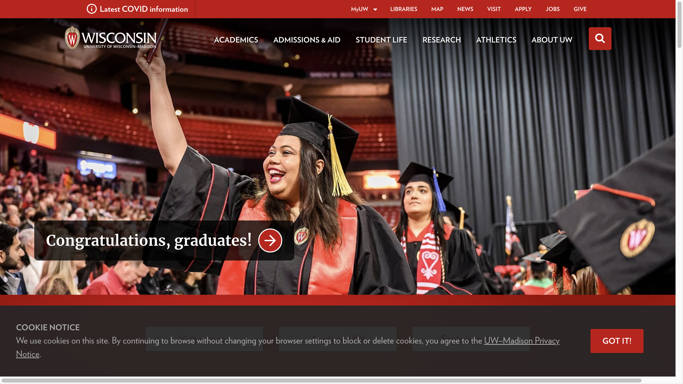 Latest COVID information
MyUW
LIBRARIES
MAP
NEWS
VISIT
APPLY
JOBS
GIVE
WISCONSIN
UNIVERSITY OF WISCONSIN–MADISON
ACADEMICS
ADMISSIONS & AID
STUDENT LIFE
RESEARCH
ATHLETICS
ABOUT UW
Congratulations, graduates!
COOKIE NOTICE
We use cookies on this site. By continuing to browse without changing your browser settings to block or delete cookies, you agree to the UW–Madison Privacy
Notice.
GOT IT!